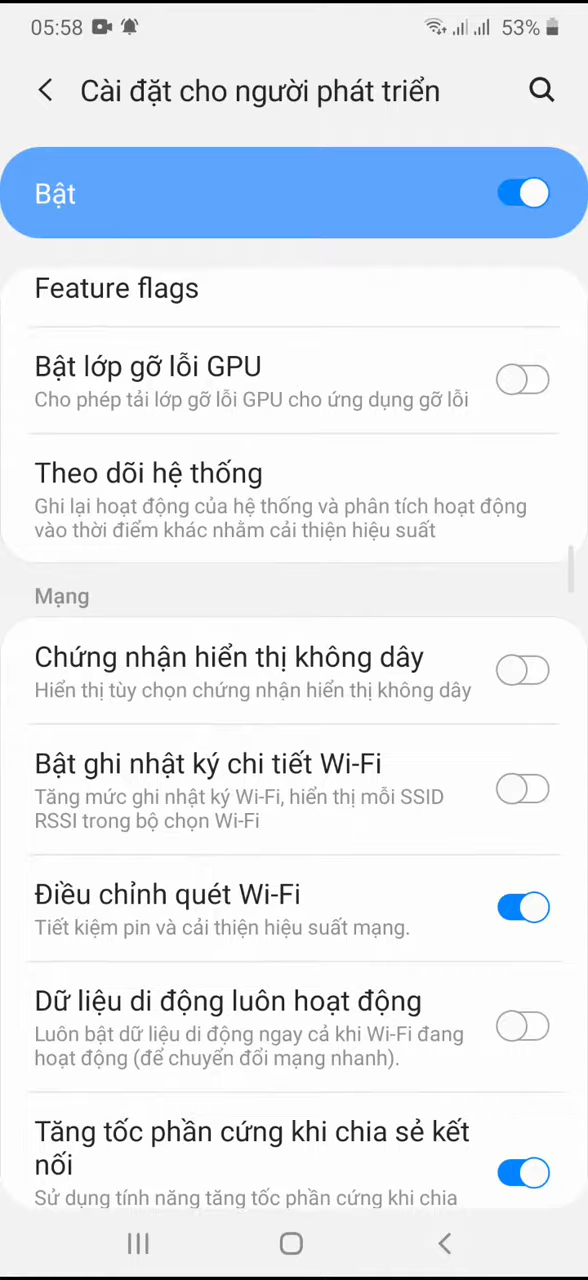 05:58
53%
Cài đặt cho người phát triển
Bật
Feature flags
Bật lớp gỡ lỗi GPU
Cho phép tải lớp gỡ lỗi GPU cho ứng dụng gỡ lỗi
Theo dõi hệ thống
Ghi lại hoạt động của hệ thống và phân tích hoạt động
vào thời điểm khác nhằm cải thiện hiệu suất
Mạng
Chứng nhận hiển thị không dây
Hiển thị tùy chọn chứng nhận hiển thị không dây
Bật ghi nhật ký chi tiết Wi-Fi
Tăng mức ghi nhật ký Wi-Fi, hiển thị mỗi SSID
RSSI trong bộ chọn Wi-Fi
Điều chỉnh quét Wi-Fi
Tiết kiệm pin và cải thiện hiệu suất mạng.
Dữ liệu di động luôn hoạt động
Luôn bật dữ liệu di động ngay cả khi Wi-Fi đang
hoạt động (để chuyển đổi mạng nhanh).
Tăng tốc phần cứng khi chia sẻ kết
nối
Sử dụng tính năng tăng tốc phần cứng khi chia